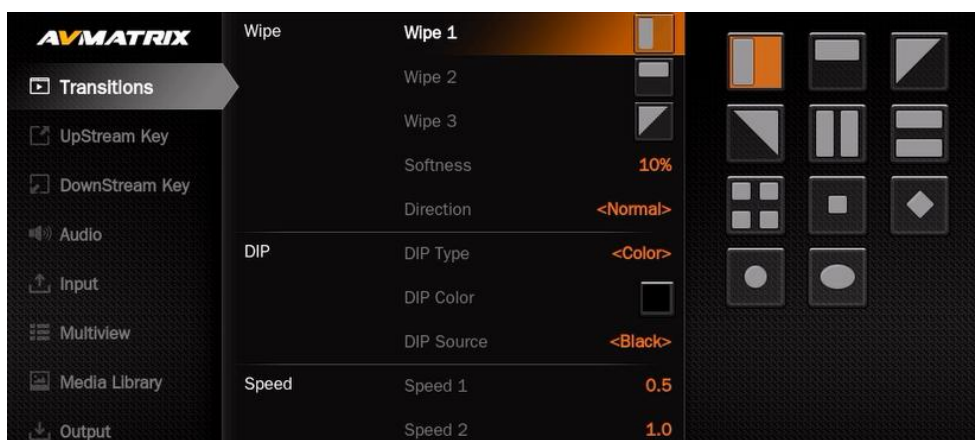 AVMATRIX
Transitions
UpStream Key
DownStream Key
Audio
Input
Multiview
Media Library
Output
Wipe
Wipe 1
Wipe 2
Wipe 3
Softness 10%
Direction <Normal>
DIP
DIP Type <Color>
DIP Color
DIP Source <Black>
Speed
Speed 1 0.5
Speed 2 1.0